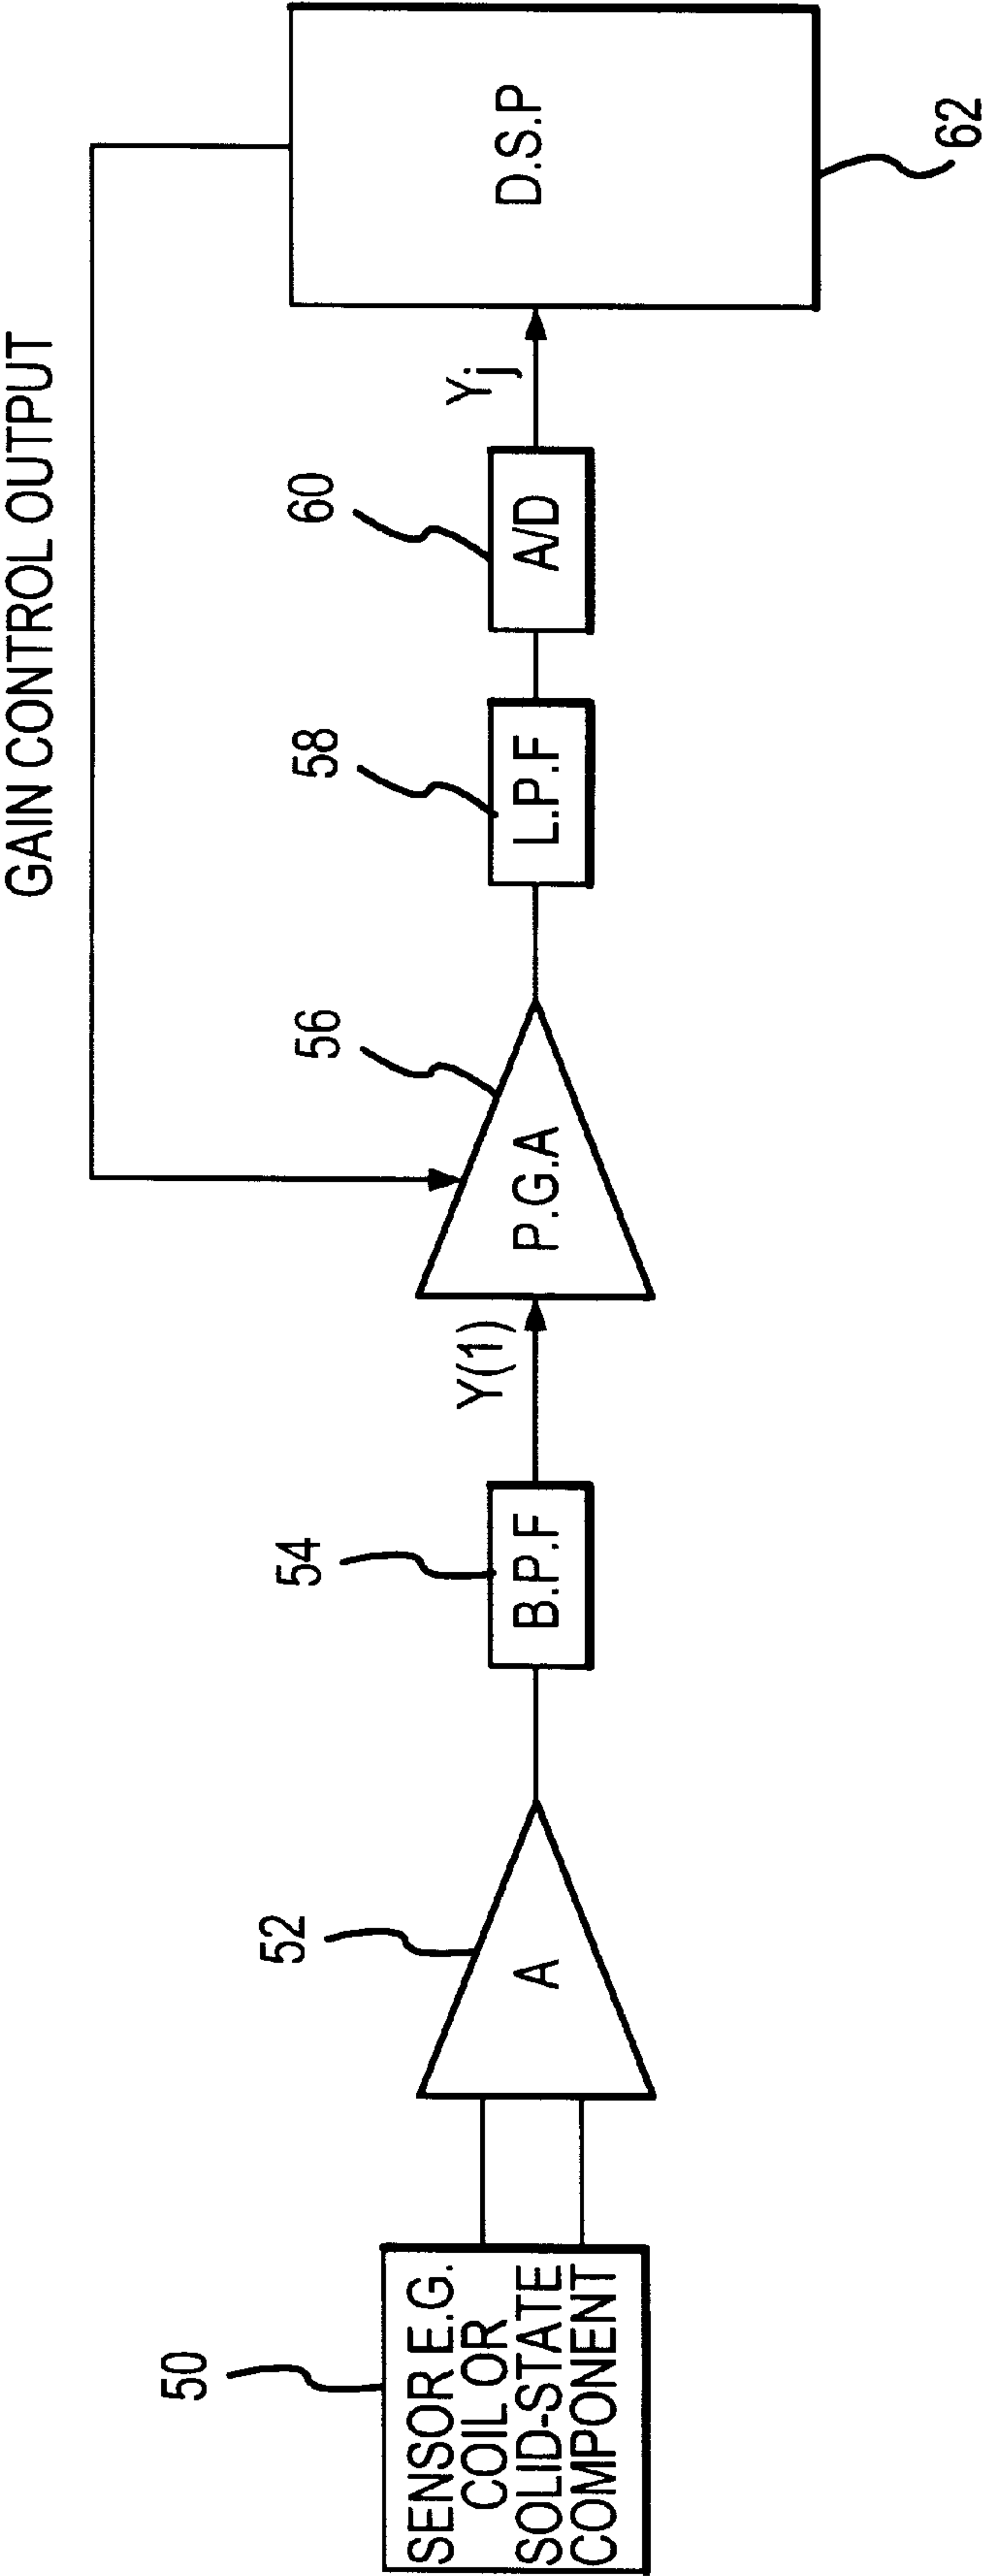 GAIN CONTROL OUTPUT
50
SENSOR E.G.
COIL OR
SOLID-STATE
COMPONENT
52
A
54
B.P.F
Y(1)
56
P.G.A
58
L.P.F
60
A/D
Yj
D.S.P
62